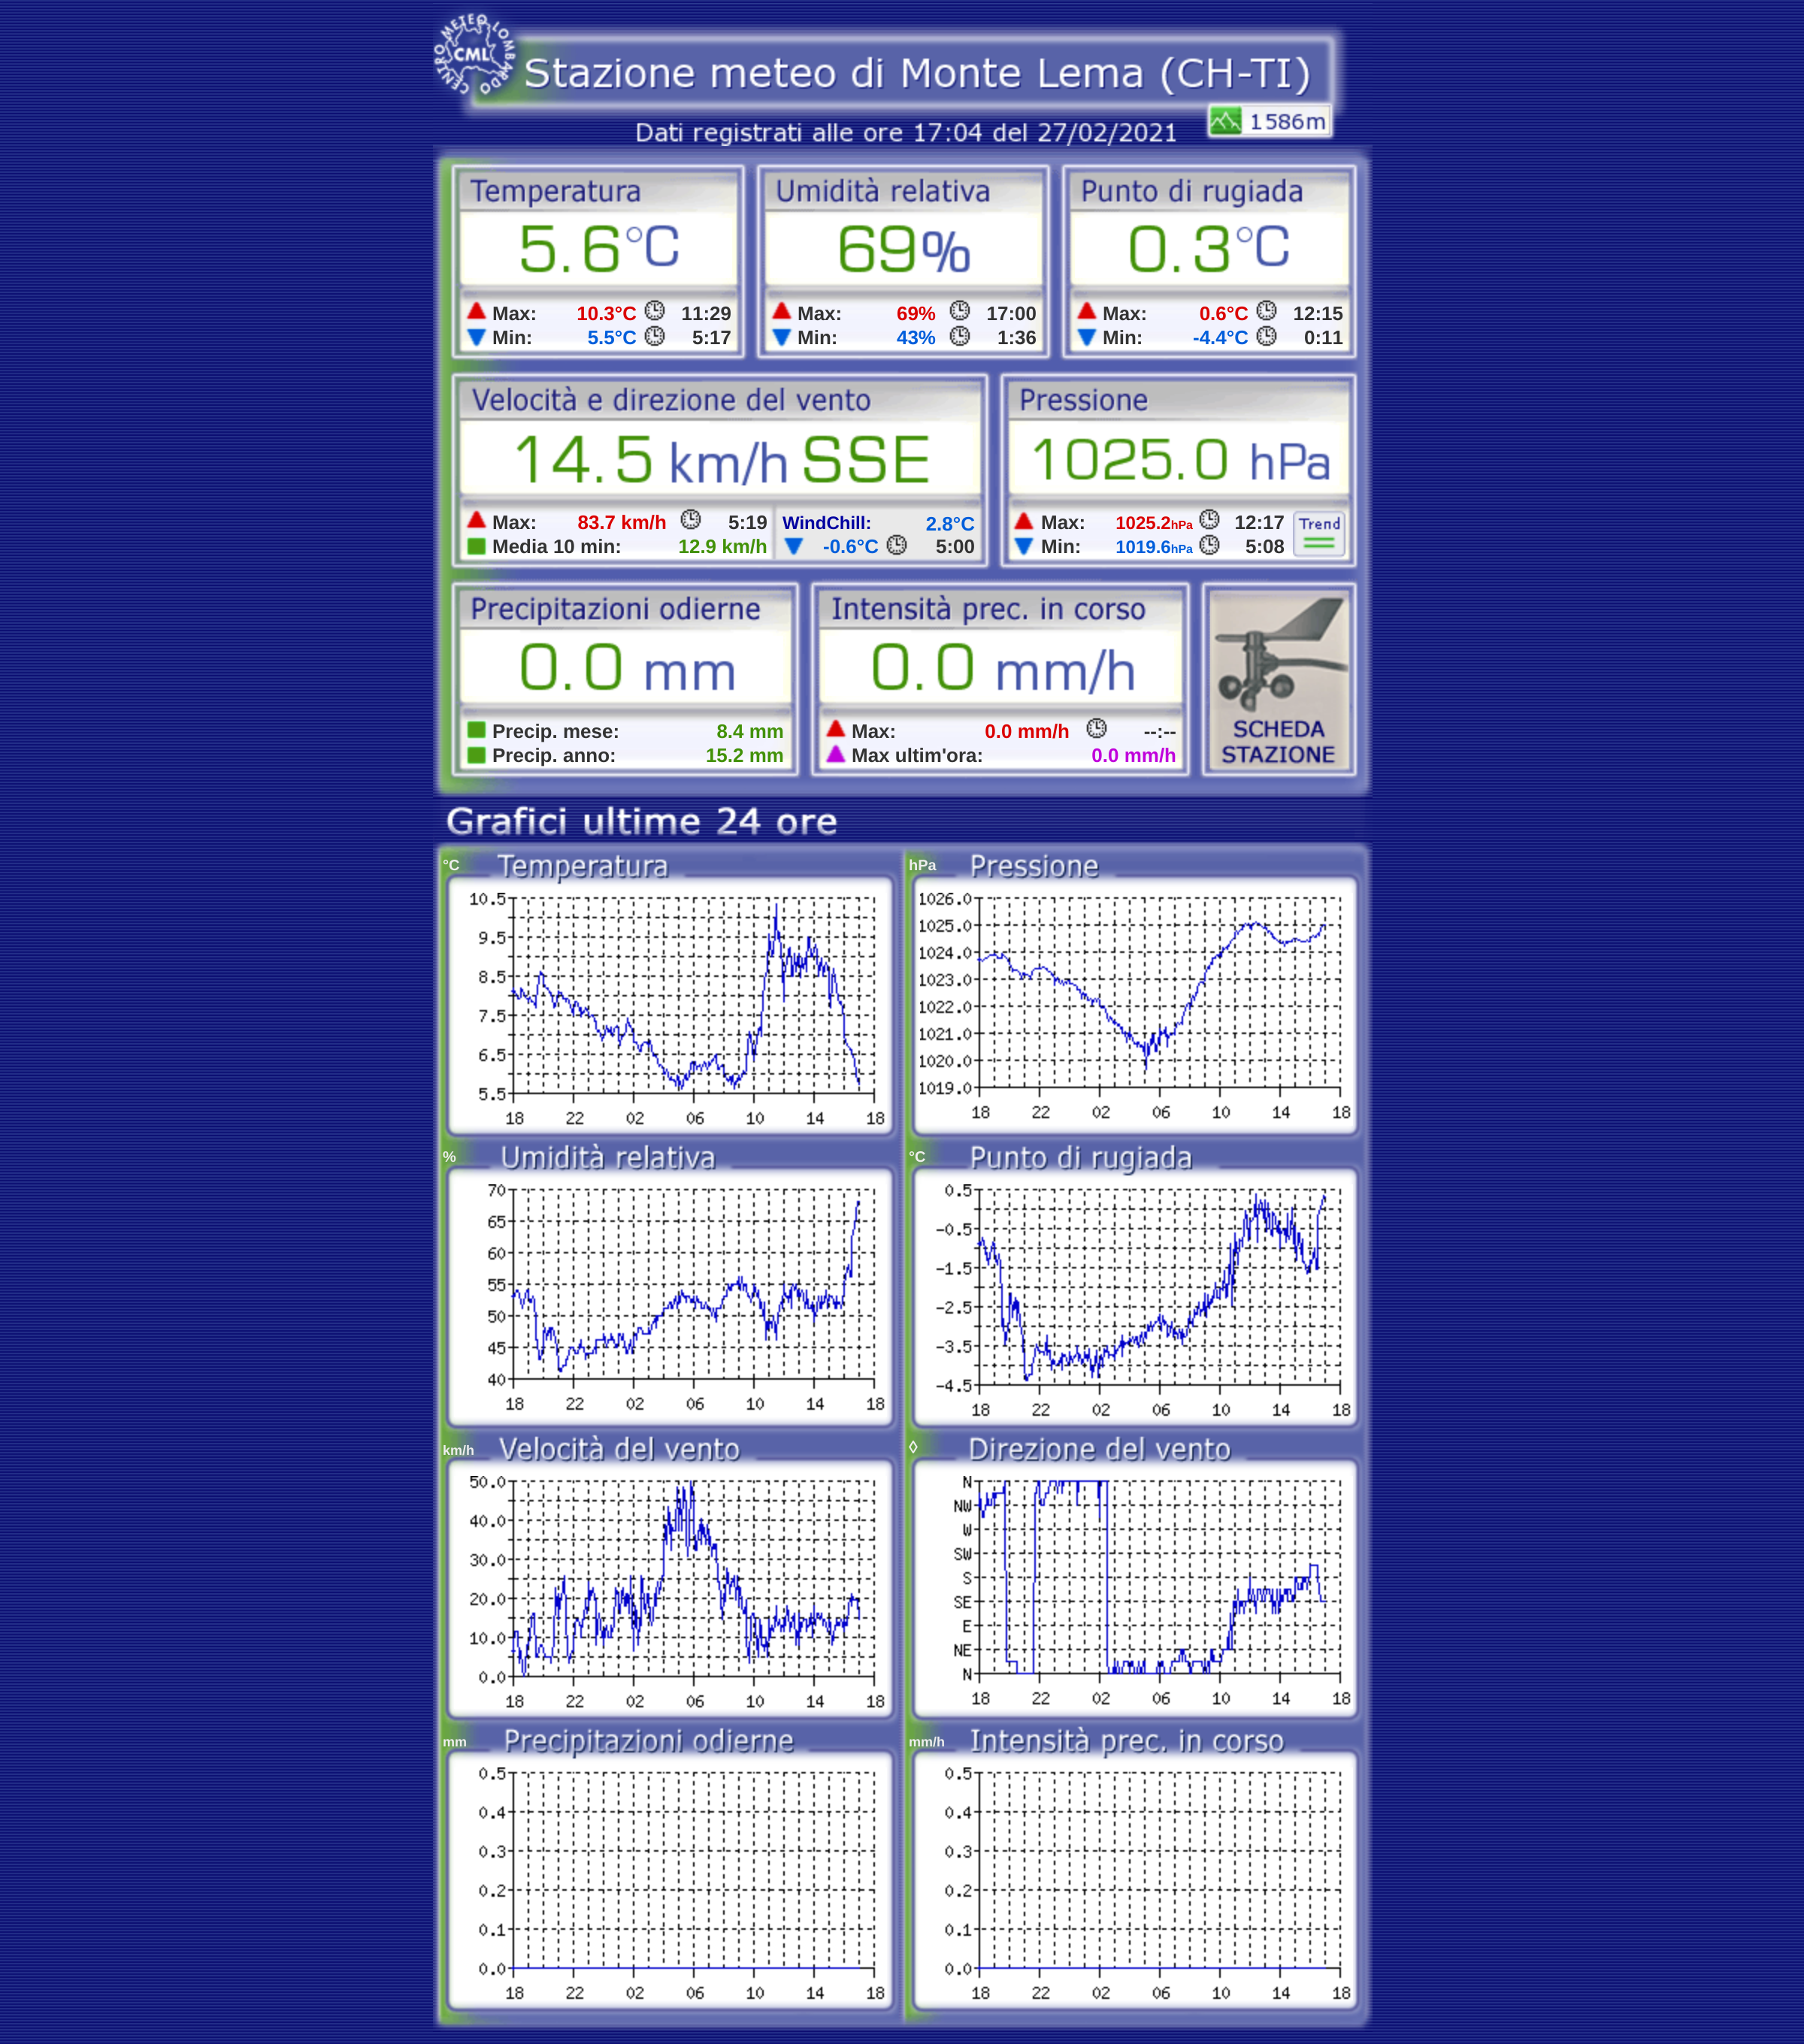 CENTRO METEO LOMBARDO
CML
Stazione meteo di Monte Lema (CH-TI)
1586m
Dati registrati alle ore 17:04 del 27/02/2021
Temperatura
5.6°C
Max: 10.3°C 11:29
Min: 5.5°C 5:17
Umidità relativa
69%
Max: 69% 17:00
Min: 43% 1:36
Punto di rugiada
0.3°C
Max: 0.6°C 12:15
Min: -4.4°C 0:11
Velocità e direzione del vento
14.5 km/h SSE
Max: 83.7 km/h 5:19
Media 10 min: 12.9 km/h
WindChill: 2.8°C
-0.6°C 5:00
Pressione
1025.0 hPa
Max: 1025.2hPa 12:17
Min: 1019.6hPa 5:08
Trend
Precipitazioni odierne
0.0 mm
Precip. mese: 8.4 mm
Precip. anno: 15.2 mm
Intensità prec. in corso
0.0 mm/h
Max: 0.0 mm/h --:--
Max ultim'ora: 0.0 mm/h
SCHEDA
STAZIONE
Grafici ultime 24 ore
°C Temperatura
10.5
9.5
8.5
7.5
6.5
5.5
18 22 02 06 10 14 18
hPa Pressione
1026.0
1025.0
1024.0
1023.0
1022.0
1021.0
1020.0
1019.0
18 22 02 06 10 14 18
% Umidità relativa
70
65
60
55
50
45
40
18 22 02 06 10 14 18
°C Punto di rugiada
0.5
-0.5
-1.5
-2.5
-3.5
-4.5
18 22 02 06 10 14 18
km/h Velocità del vento
50.0
40.0
30.0
20.0
10.0
0.0
18 22 02 06 10 14 18
◊ Direzione del vento
N
NW
W
SW
S
SE
E
NE
N
18 22 02 06 10 14 18
mm Precipitazioni odierne
0.5
0.4
0.3
0.2
0.1
0.0
18 22 02 06 10 14 18
mm/h Intensità prec. in corso
0.5
0.4
0.3
0.2
0.1
0.0
18 22 02 06 10 14 18